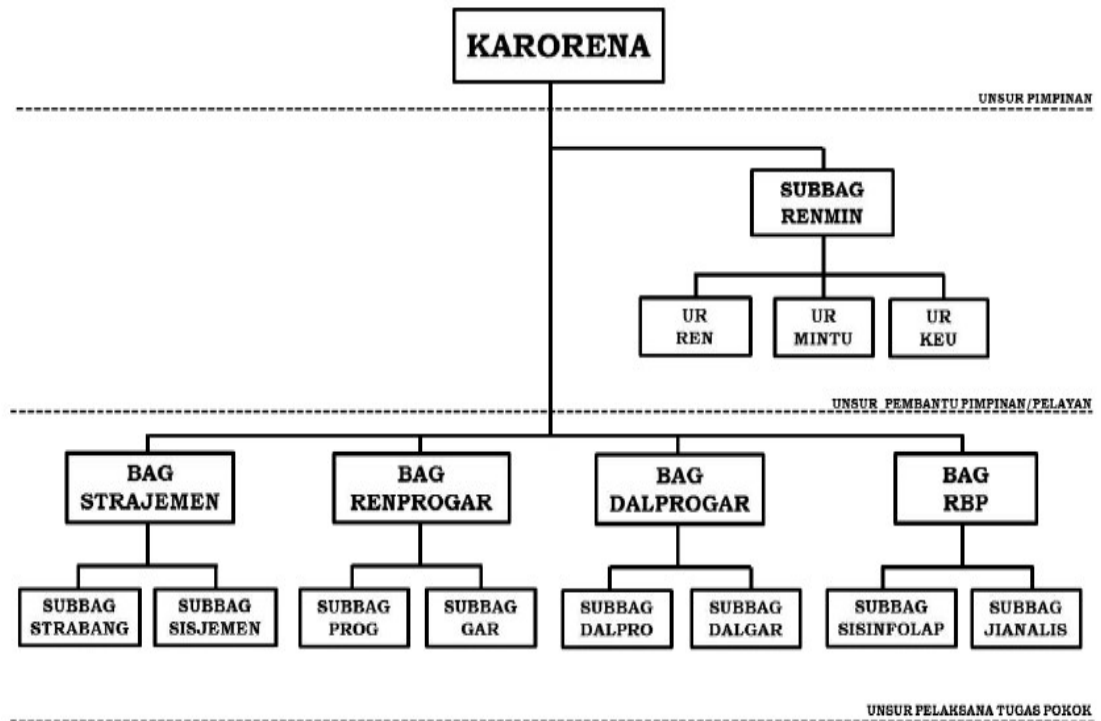 KARORENA
UNSUR PIMPINAN
SUBBAG
RENMIN
UR
REN
UR
MINTU
UR
KEU
UNSUR PEMBANTU PIMPINAN/PELAYAN
BAG
STRAJEMEN
BAG
RENPROGAR
BAG
DALPROGAR
BAG
RBP
SUBBAG
STRABANG
SUBBAG
SISJEMEN
SUBBAG
PROG
SUBBAG
GAR
SUBBAG
DALPRO
SUBBAG
DALGAR
SUBBAG
SISINFOLAP
SUBBAG
JIANALIS
UNSUR PELAKSANA TUGAS POKOK